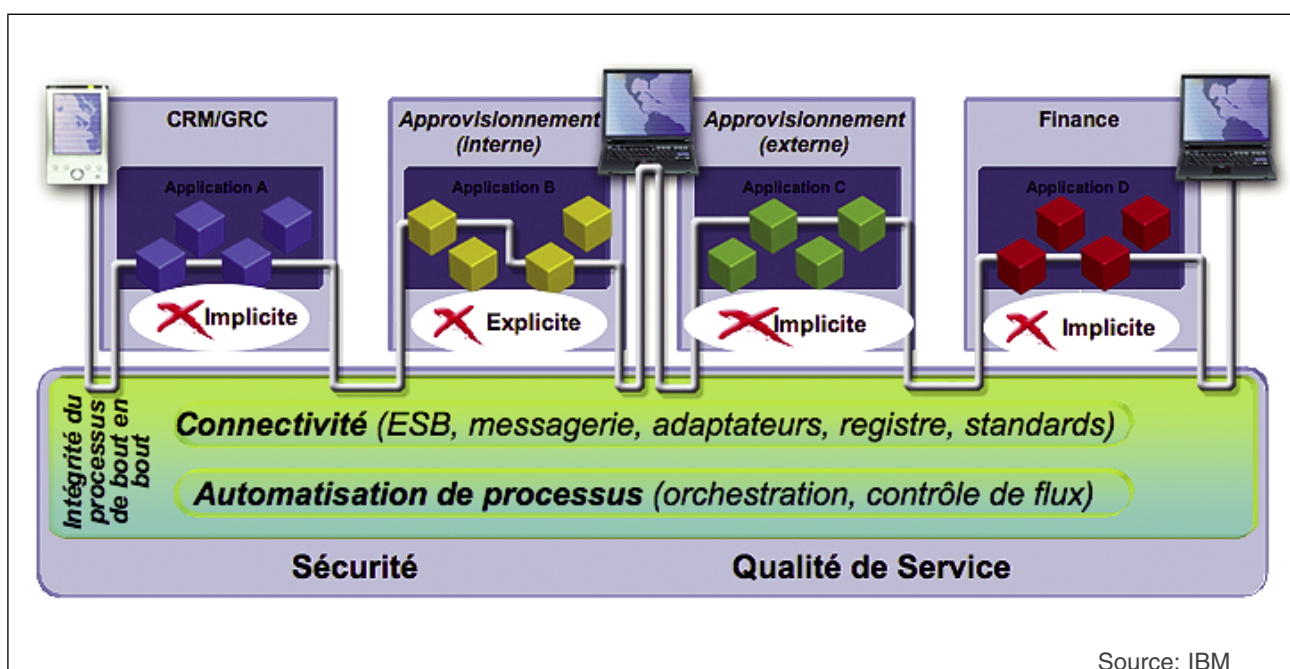 CRM/GRC
Application A
Implicite
Approvisionnement
(interne)
Application B
Explicite
Approvisionnement
(externe)
Application C
Implicite
Finance
Application D
Implicite
Intégrité du
processus
de bout en
bout
Connectivité (ESB, messagerie, adaptateurs, registre, standards)
Automatisation de processus (orchestration, contrôle de flux)
Sécurité
Qualité de Service
Source: IBM